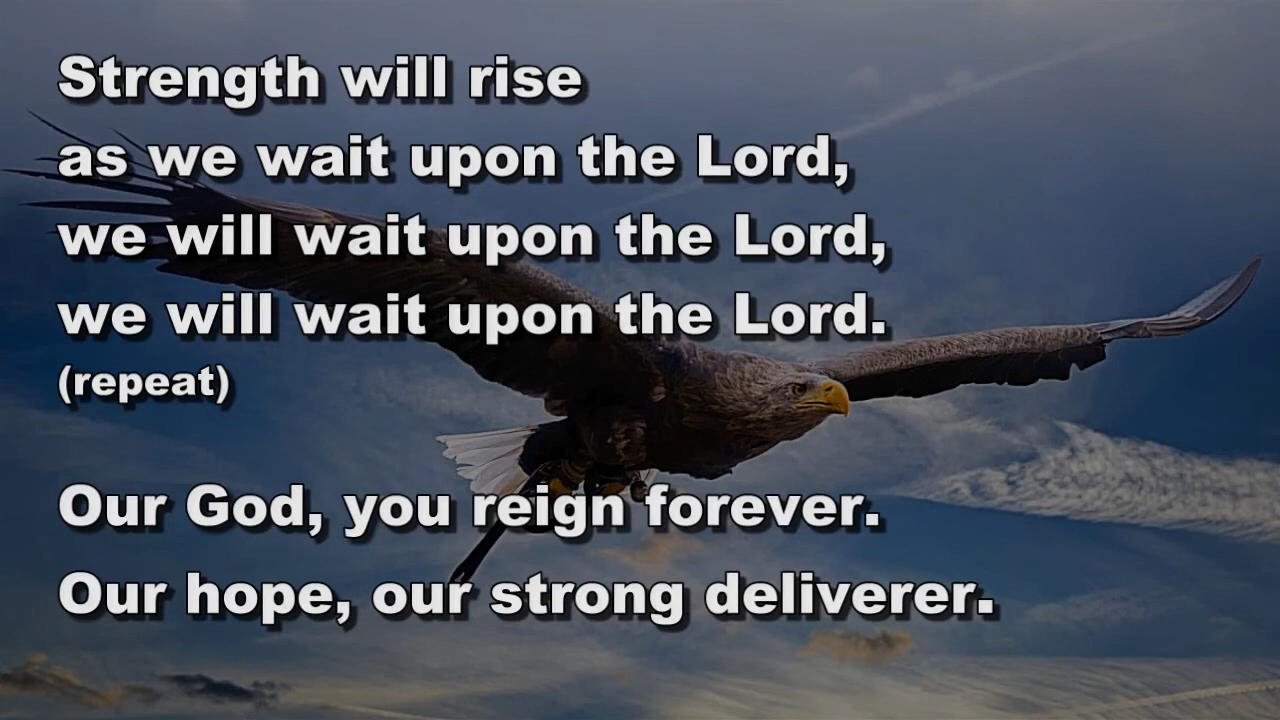 Strength will rise
as we wait upon the Lord,
we will wait upon the Lord,
we will wait upon the Lord.
(repeat)
Our God, you reign forever.
Our hope, our strong deliverer.